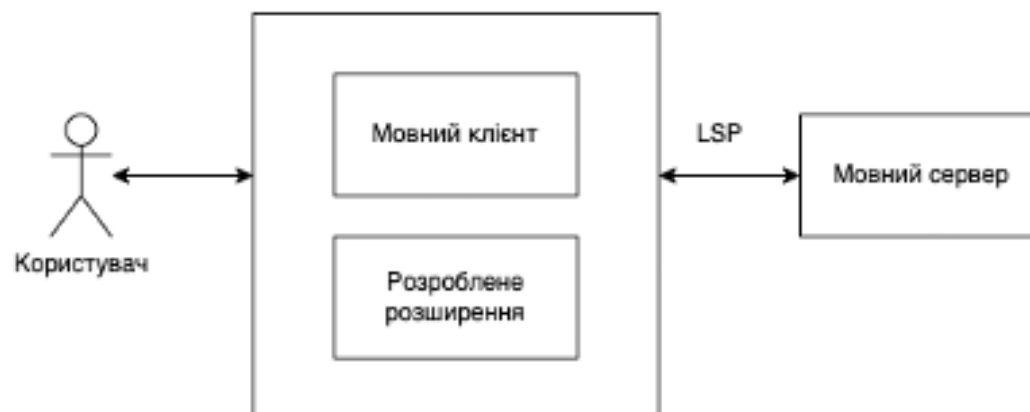 Мовний клієнт
LSP
Мовний сервер
Користувач
Розроблене
розширення